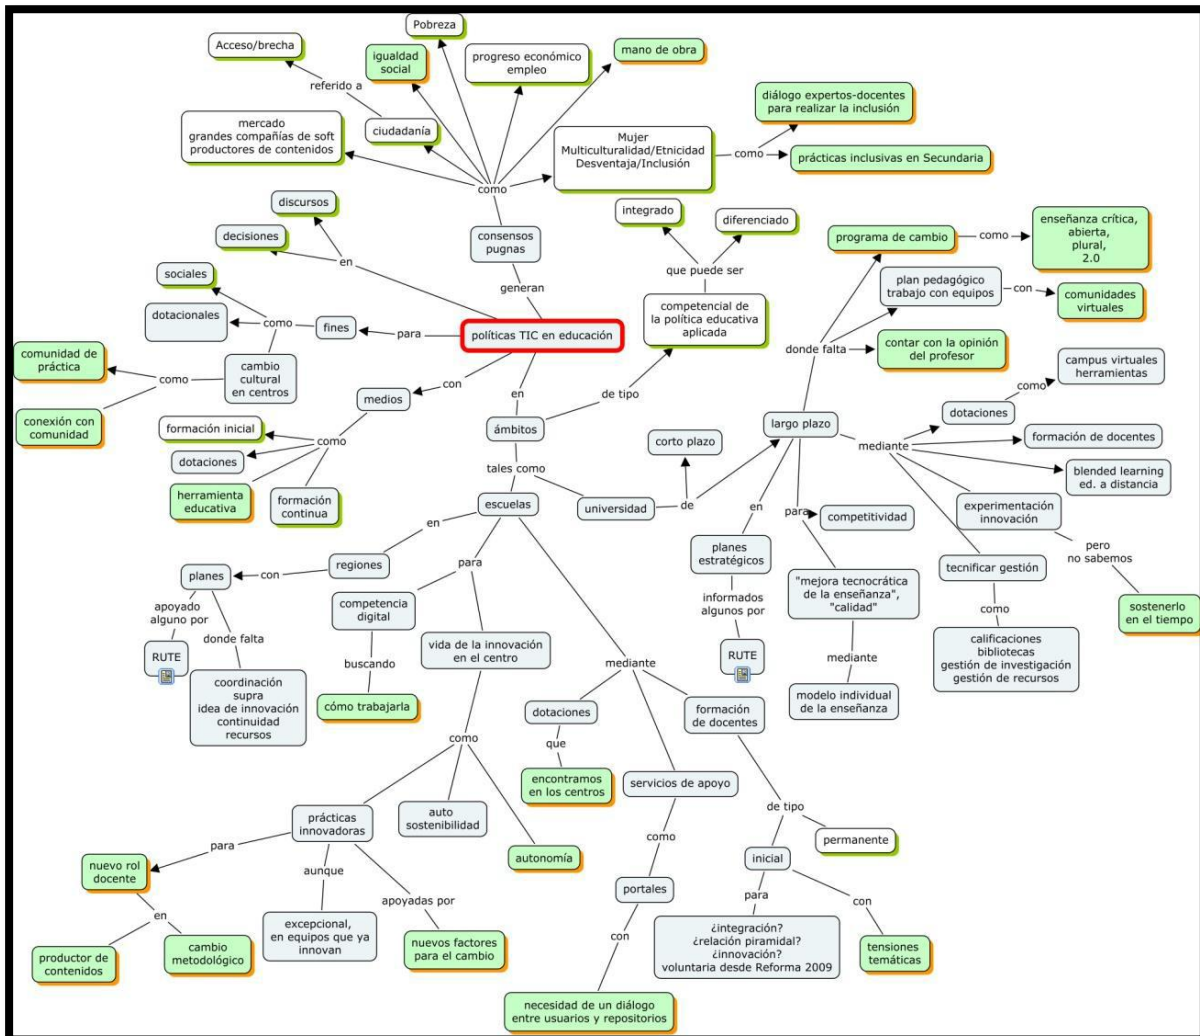 Pobreza
Acceso/brecha
igualdad
social
progreso económico
empleo
mano de obra
referido a
diálogo expertos-docentes
para realizar la inclusión
mercado
grandes compañías de soft
productores de contenidos
ciudadanía
Mujer
Multiculturalidad/Etnicidad
Desventaja/Inclusión
como
prácticas inclusivas en Secundaria
como
discursos
decisiones
en
consensos
pugnas
generan
integrado
diferenciado
que puede ser
competencial de
la política educativa
aplicada
programa de cambio
como
enseñanza crítica,
abierta,
plural,
2.0
plan pedagógico
trabajo con equipos
con
comunidades
virtuales
sociales
dotacionales
como
fines
para
políticas TIC en educación
donde falta
contar con la opinión
del profesor
comunidad de
práctica
como
cambio
cultural
en centros
conexión con
comunidad
con
medios
en
de tipo
ámbitos
campus virtuales
herramientas
como
dotaciones
formación inicial
como
dotaciones
herramienta
educativa
formación
continua
tales como
corto plazo
largo plazo
mediante
formación de docentes
blended learning
ed. a distancia
escuelas
universidad
de
en
para
competitividad
experimentación
innovación
pero
no sabemos
sostenerlo
en el tiempo
en
regiones
con
planes
para
planes
estratégicos
tecnificar gestión
apoyado
alguno por
donde falta
RUTE
coordinación
supra
idea de innovación
continuidad
recursos
competencia
digital
buscando
cómo trabajarla
vida de la innovación
en el centro
informados
algunos por
RUTE
"mejora tecnocrática
de la enseñanza",
"calidad"
mediante
modelo individual
de la enseñanza
como
calificaciones
bibliotecas
gestión de investigación
gestión de recursos
mediante
dotaciones
que
encontramos
en los centros
formación
de docentes
como
servicios de apoyo
de tipo
permanente
inicial
prácticas
innovadoras
auto
sostenibilidad
autonomía
como
portales
para
con
para
nuevo rol
docente
aunque
apoyadas por
en
productor de
contenidos
cambio
metodológico
excepcional,
en equipos que ya
innovan
nuevos factores
para el cambio
con
¿integración?
¿relación piramidal?
¿innovación?
voluntaria desde Reforma 2009
tensiones
temáticas
necesidad de un diálogo
entre usuarios y repositorios